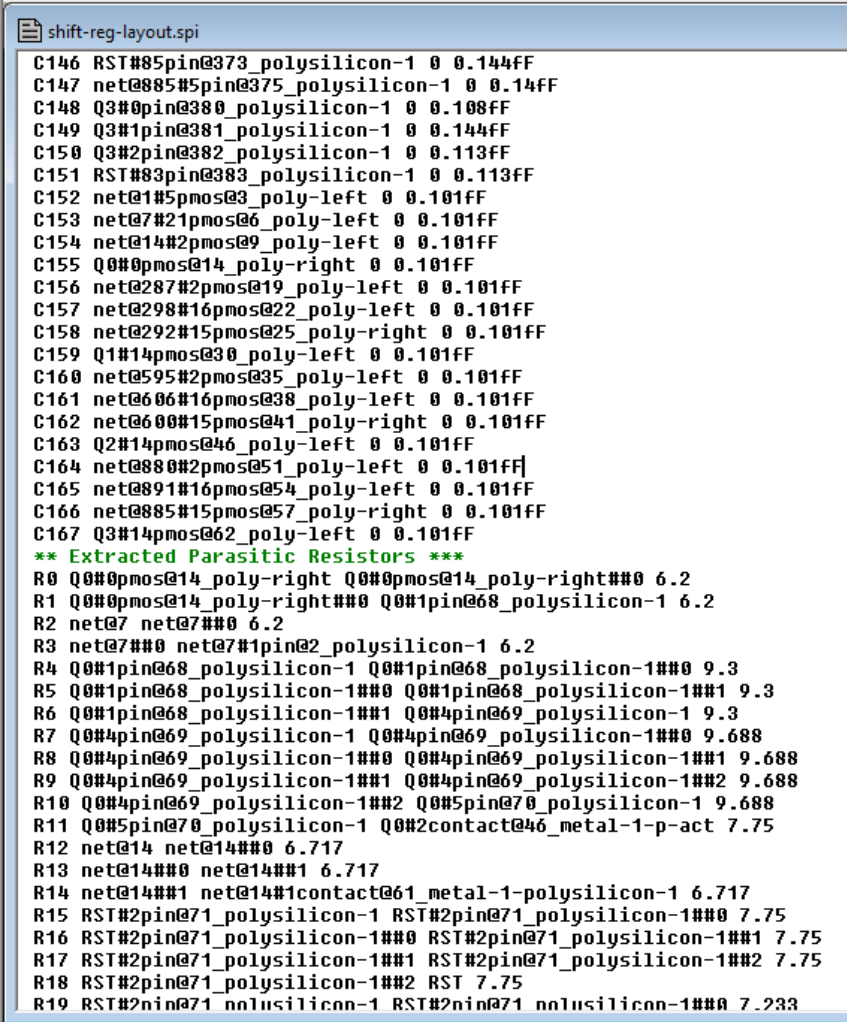 shift-reg-layout.spi
C146 RST#85pin@373_polysilicon-1 0 0.144fF
C147 net@885#5pin@375_polysilicon-1 0 0.14fF
C148 Q3#0pin@380_polysilicon-1 0 0.108fF
C149 Q3#1pin@381_polysilicon-1 0 0.144fF
C150 Q3#2pin@382_polysilicon-1 0 0.113fF
C151 RST#83pin@383_polysilicon-1 0 0.113fF
C152 net@1#5pmos@3_poly-left 0 0.101fF
C153 net@7#21pmos@6_poly-left 0 0.101fF
C154 net@14#2pmos@9_poly-left 0 0.101fF
C155 Q0#0pmos@14_poly-right 0 0.101fF
C156 net@287#2pmos@19_poly-left 0 0.101fF
C157 net@298#16pmos@22_poly-left 0 0.101fF
C158 net@292#15pmos@25_poly-right 0 0.101fF
C159 Q1#14pmos@30_poly-left 0 0.101fF
C160 net@595#2pmos@35_poly-left 0 0.101fF
C161 net@606#16pmos@38_poly-left 0 0.101fF
C162 net@600#15pmos@41_poly-right 0 0.101fF
C163 Q2#14pmos@46_poly-left 0 0.101fF
C164 net@880#2pmos@51_poly-left 0 0.101fF
C165 net@891#16pmos@54_poly-left 0 0.101fF
C166 net@885#15pmos@57_poly-right 0 0.101fF
C167 Q3#14pmos@62_poly-left 0 0.101fF
** Extracted Parasitic Resistors ***
R0 Q0#0pmos@14_poly-right Q0#0pmos@14_poly-right##0 6.2
R1 Q0#0pmos@14_poly-right##0 Q0#1pin@68_polysilicon-1 6.2
R2 net@7 net@7##0 6.2
R3 net@7##0 net@7#1pin@2_polysilicon-1 6.2
R4 Q0#1pin@68_polysilicon-1 Q0#1pin@68_polysilicon-1##0 9.3
R5 Q0#1pin@68_polysilicon-1##0 Q0#1pin@68_polysilicon-1##1 9.3
R6 Q0#1pin@68_polysilicon-1##1 Q0#4pin@69_polysilicon-1 9.3
R7 Q0#4pin@69_polysilicon-1 Q0#4pin@69_polysilicon-1##0 9.688
R8 Q0#4pin@69_polysilicon-1##0 Q0#4pin@69_polysilicon-1##1 9.688
R9 Q0#4pin@69_polysilicon-1##1 Q0#4pin@69_polysilicon-1##2 9.688
R10 Q0#4pin@69_polysilicon-1##2 Q0#5pin@70_polysilicon-1 9.688
R11 Q0#5pin@70_polysilicon-1 Q0#2contact@46_metal-1-p-act 7.75
R12 net@14 net@14##0 6.717
R13 net@14##0 net@14##1 6.717
R14 net@14##1 net@14#1contact@61_metal-1-polysilicon-1 6.717
R15 RST#2pin@71_polysilicon-1 RST#2pin@71_polysilicon-1##0 7.75
R16 RST#2pin@71_polysilicon-1##0 RST#2pin@71_polysilicon-1##1 7.75
R17 RST#2pin@71_polysilicon-1##1 RST#2pin@71_polysilicon-1##2 7.75
R18 RST#2pin@71_polysilicon-1##2 RST 7.75
R19 RST#2pin@71_polysilicon-1 RST#2pin@71_polysilicon-1##0 7.233